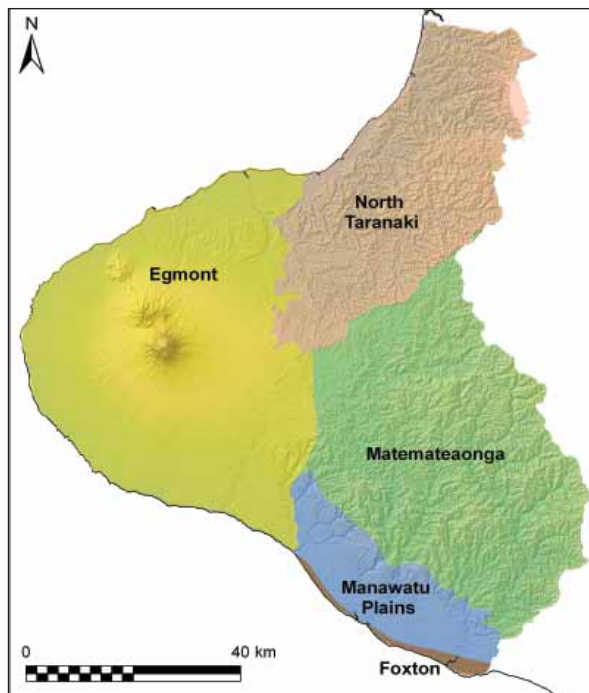 N
North
Taranaki
Egmont
Matemateaonga
Manawatu
Plains
0 40 km
Foxton